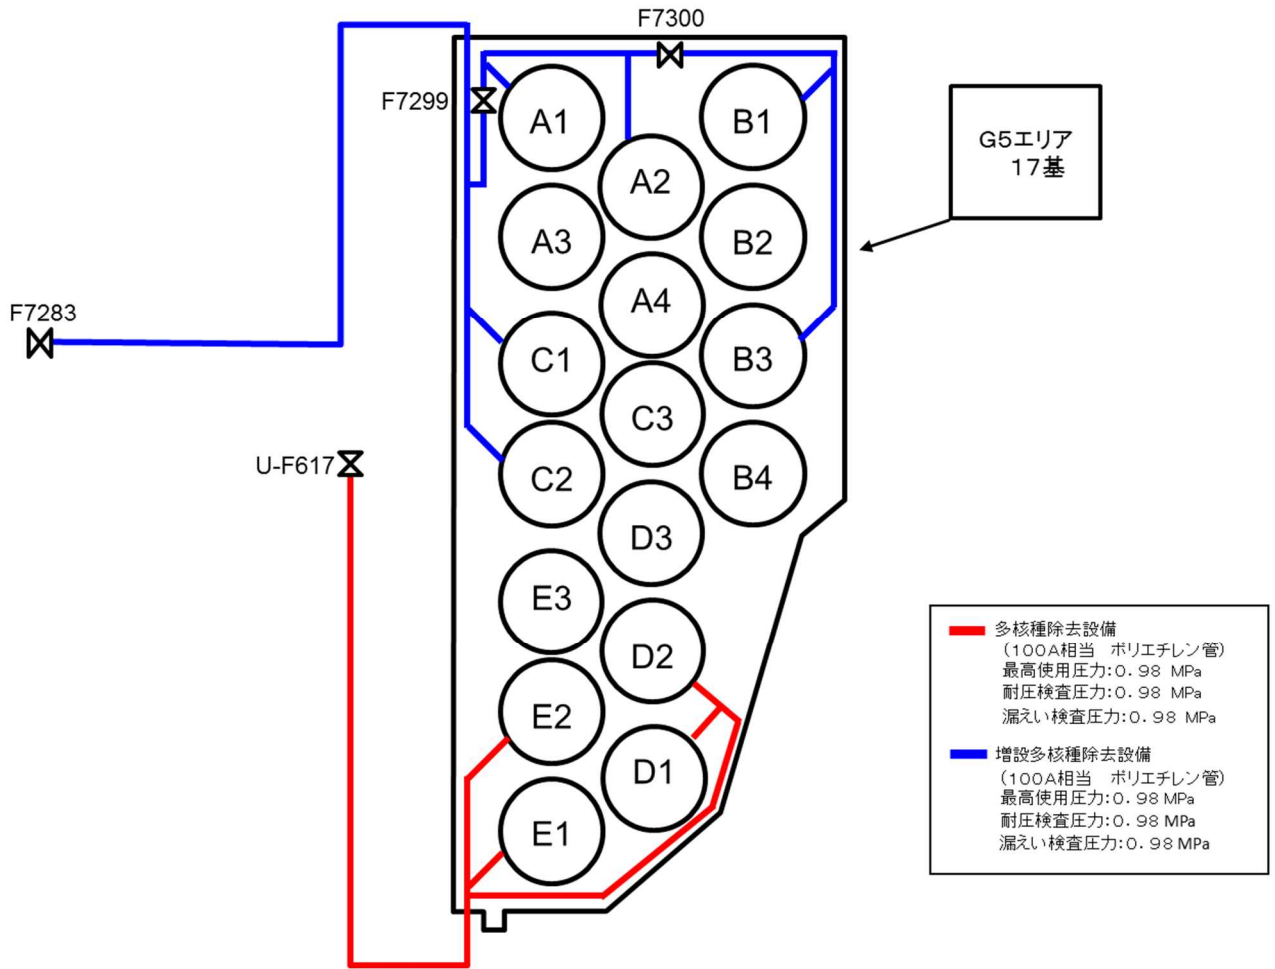 F7300
F7299
A1
B1
G5エリア
17基
A2
A3
B2
A4
F7283
C1
B3
C3
U-F617
C2
B4
D3
E3
D2
E2
D1
E1
多核種除去設備
(100A相当 ポリエチレン管)
最高使用圧力:0.98 MPa
耐圧検査圧力:0.98 MPa
漏えい検査圧力:0.98 MPa
増設多核種除去設備
(100A相当 ポリエチレン管)
最高使用圧力:0.98 MPa
耐圧検査圧力:0.98 MPa
漏えい検査圧力:0.98 MPa